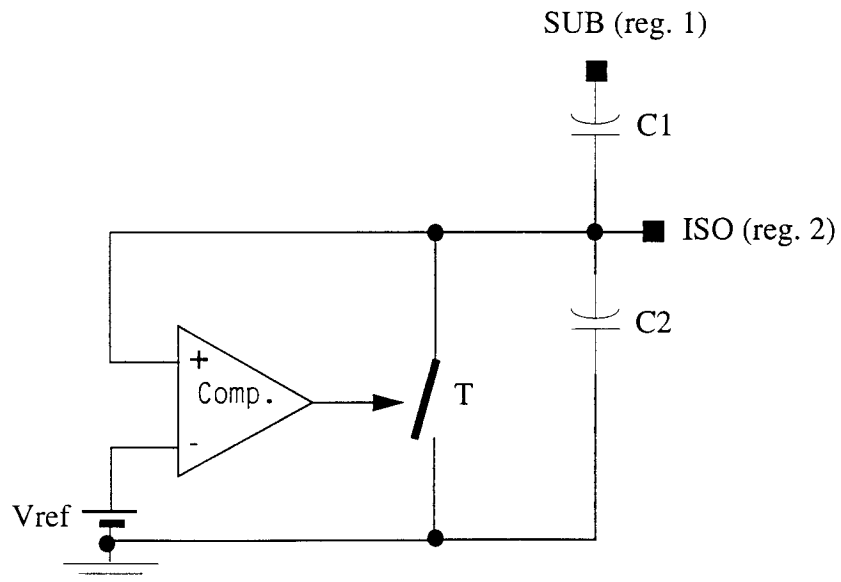 SUB (reg. 1)
C1
ISO (reg. 2)
C2
+
Comp.
T
-
Vref